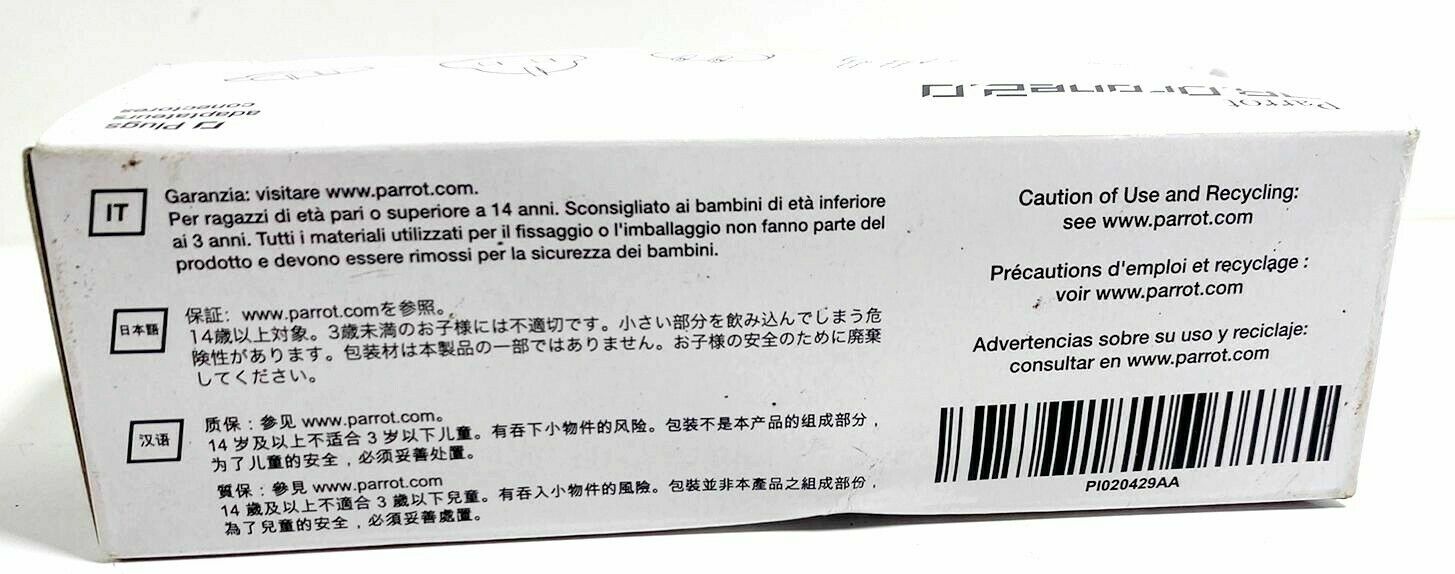 Parrot
AR.Drone2.0
Plugs
adaptateurs
conectores
IT
Garanzia: visitare www.parrot.com.
Per ragazzi di età pari o superiore a 14 anni. Sconsigliato ai bambini di età inferiore
ai 3 anni. Tutti i materiali utilizzati per il fissaggio o l'imballaggio non fanno parte del
prodotto e devono essere rimossi per la sicurezza dei bambini.
日本語
保証: www.parrot.comを参照。
14歳以上対象。3歳未満のお子様には不適切です。小さい部分を飲み込んでしまう危
険性があります。包装材は本製品の一部ではありません。お子様の安全のために廃棄
してください。
汉语
质保：参见 www.parrot.com。
14 岁及以上不适合 3 岁以下儿童。有吞下小物件的风险。包装不是本产品的组成部分，
为了儿童的安全，必须妥善处置。
質保：參見 www.parrot.com
14 歲及以上不適合 3 歲以下兒童。有吞入小物件的風險。包裝並非本產品之組成部份，
為了兒童的安全，必須妥善處置。
Caution of Use and Recycling:
see www.parrot.com
Précautions d'emploi et recyclage :
voir www.parrot.com
Advertencias sobre su uso y reciclaje:
consultar en www.parrot.com
PI020429AA